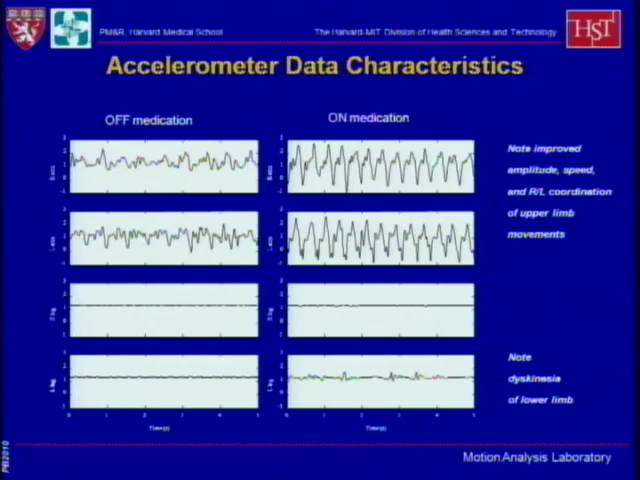 PM&R, Harvard Medical School
The Harvard-MIT Division of Health Sciences and Technology
HST
Accelerometer Data Characteristics
OFF medication
ON medication
Note improved
amplitude, speed,
and R/L coordination
of upper limb
movements
Note
dyskinesia
of lower limb
Time(s)
Time(s)
PB2010
Motion Analysis Laboratory